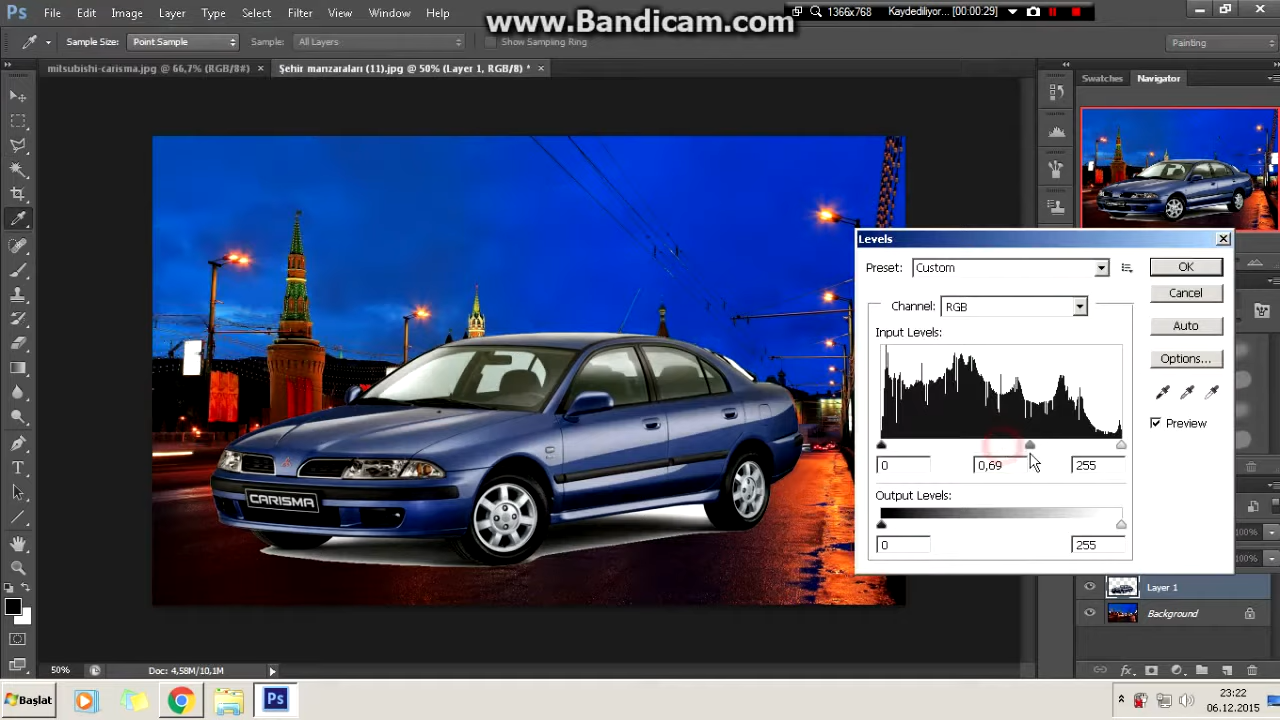 www.Bandicam.com
1366x768 Kaydediliyor... [00:00:29]
Ps File Edit Image Layer Type Select Filter View Window Help
Sample Size: Point Sample Sample: All Layers Show Sampling Ring Painting
mitsubishi-carisma.jpg @ 66,7% (RGB/8#) × Şehir manzaraları (11).jpg @ 50% (Layer 1, RGB/8) * ×
Swatches Navigator
CARISMA
Levels
Preset: Custom
OK
Cancel
Channel: RGB
Auto
Input Levels:
Options...
Preview
0 0,69 255
Output Levels:
0 255
Layer 1
Background
50% Doc: 4,58M/10,1M
Başlat Ps
23:22
06.12.2015